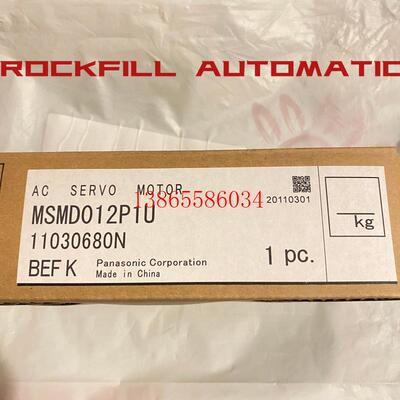 ROCKFILL AUTOMATIC
AC SERVO MOTOR
20110301
13865586034
MSMD012P1U
11030680N
kg
BEF K
Panasonic Corporation
Made in China
1 pc.